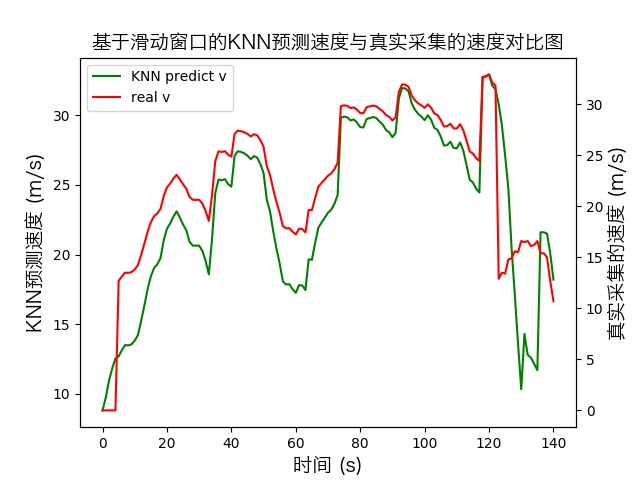 基于滑动窗口的KNN预测速度与真实采集的速度对比图
KNN predict v
real v
KNN预测速度 (m/s)
30
25
20
15
10
真实采集的速度 (m/s)
30
25
20
15
10
5
0
0 20 40 60 80 100 120 140
时间 (s)